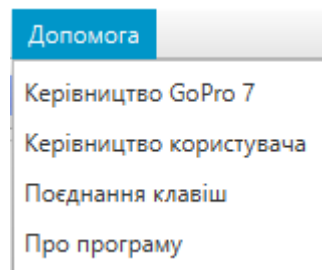 Допомога
Керівництво GoPro 7
Керівництво користувача
Поєднання клавіш
Про програму